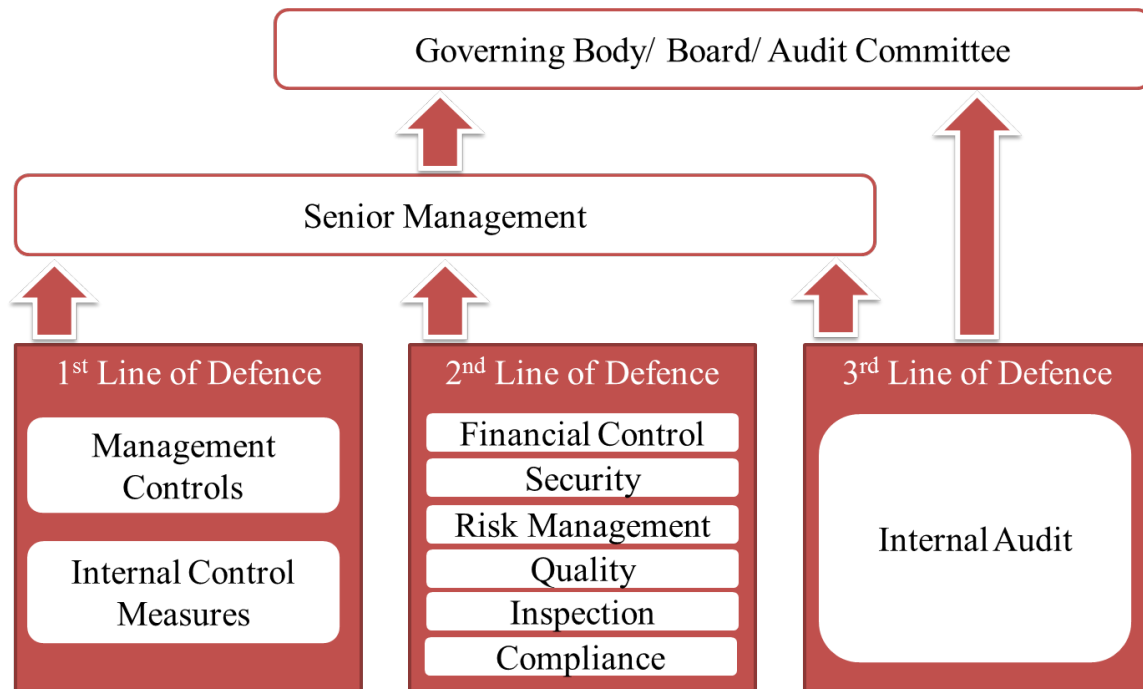 Governing Body/ Board/ Audit Committee
Senior Management
1st Line of Defence
Management
Controls
Internal Control
Measures
2nd Line of Defence
Financial Control
Security
Risk Management
Quality
Inspection
Compliance
3rd Line of Defence
Internal Audit